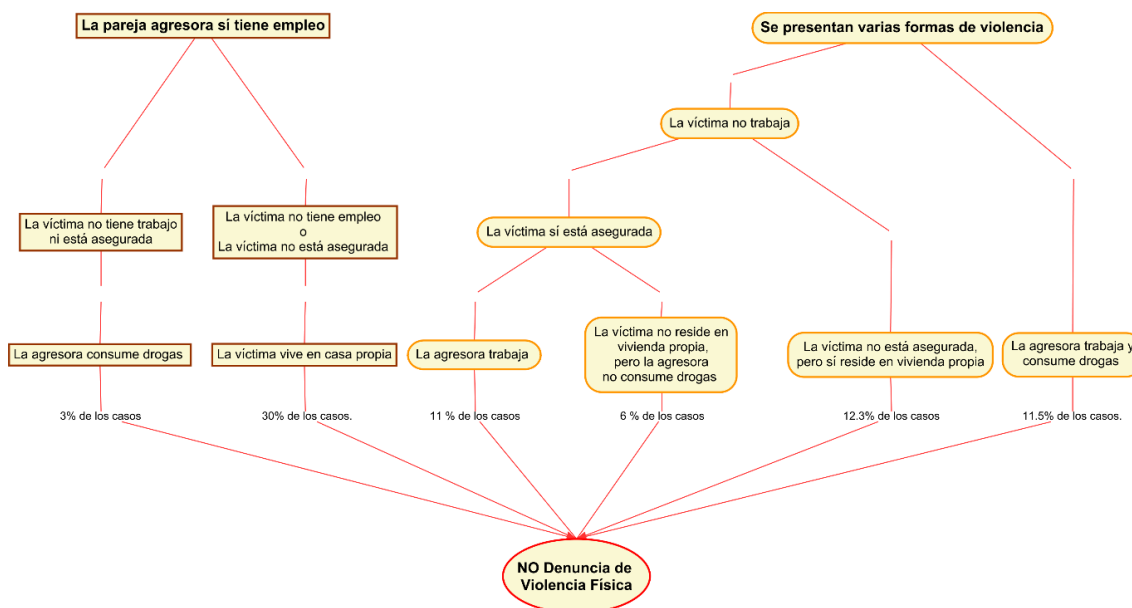 La pareja agresora sí tiene empleo
Se presentan varias formas de violencia
La víctima no trabaja
La víctima no tiene trabajo
ni está asegurada
La víctima no tiene empleo
o
La víctima no está asegurada
La víctima sí está asegurada
La agresora consume drogas
La víctima vive en casa propia
La agresora trabaja
La víctima no reside en
vivienda propia,
pero la agresora
no consume drogas
La víctima no está asegurada,
pero sí reside en vivienda propia
La agresora trabaja y
consume drogas
3% de los casos
30% de los casos.
11 % de los casos
6 % de los casos
12.3% de los casos
11.5% de los casos.
NO Denuncia de
Violencia Física